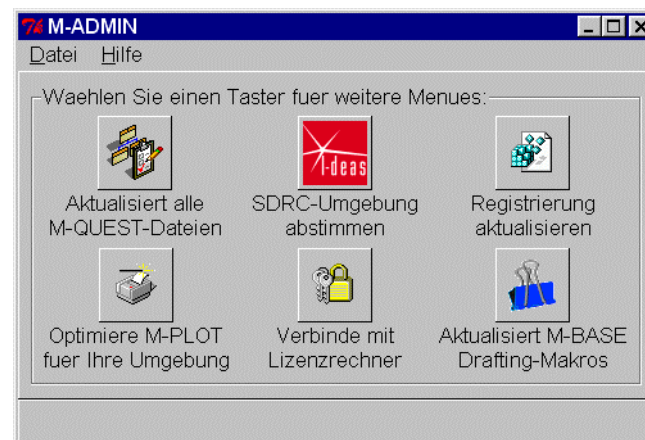 M-ADMIN
Datei Hilfe
Waehlen Sie einen Taster fuer weitere Menues:
I-deas
Aktualisiert alle
M-QUEST-Dateien
SDRC-Umgebung
abstimmen
Registrierung
aktualisieren
Optimiere M-PLOT
fuer Ihre Umgebung
Verbinde mit
Lizenzrechner
Aktualisiert M-BASE
Drafting-Makros